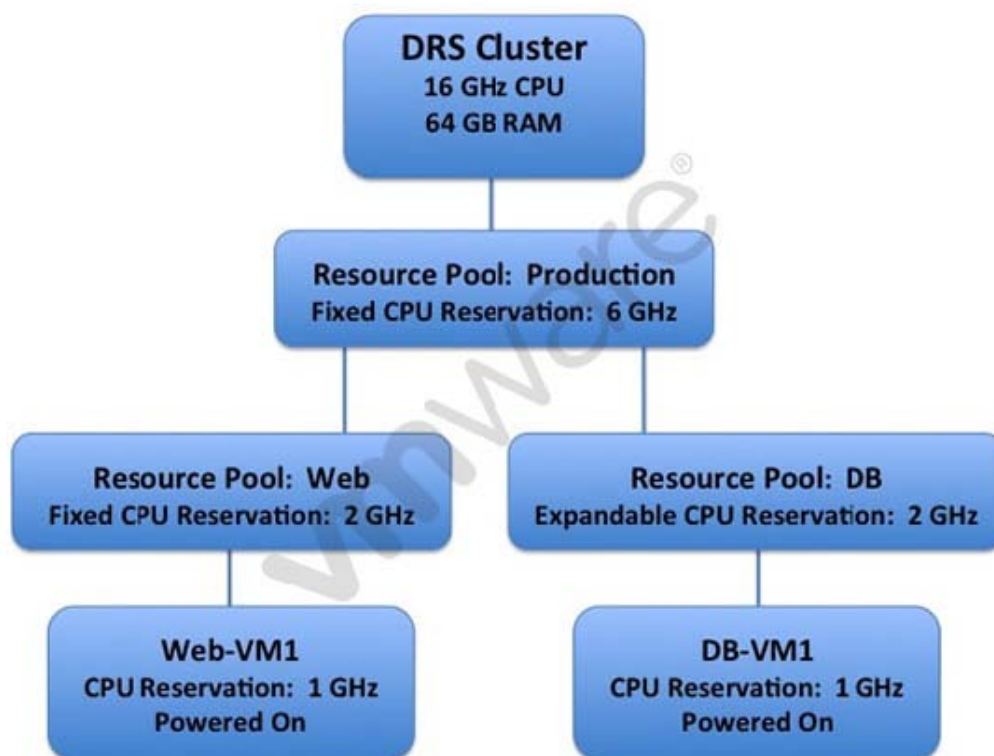 DRS Cluster
16 GHz CPU
64 GB RAM
Resource Pool: Production
Fixed CPU Reservation: 6 GHz
Resource Pool: Web
Fixed CPU Reservation: 2 GHz
Resource Pool: DB
Expandable CPU Reservation: 2 GHz
Web-VM1
CPU Reservation: 1 GHz
Powered On
DB-VM1
CPU Reservation: 1 GHz
Powered On
vmware®